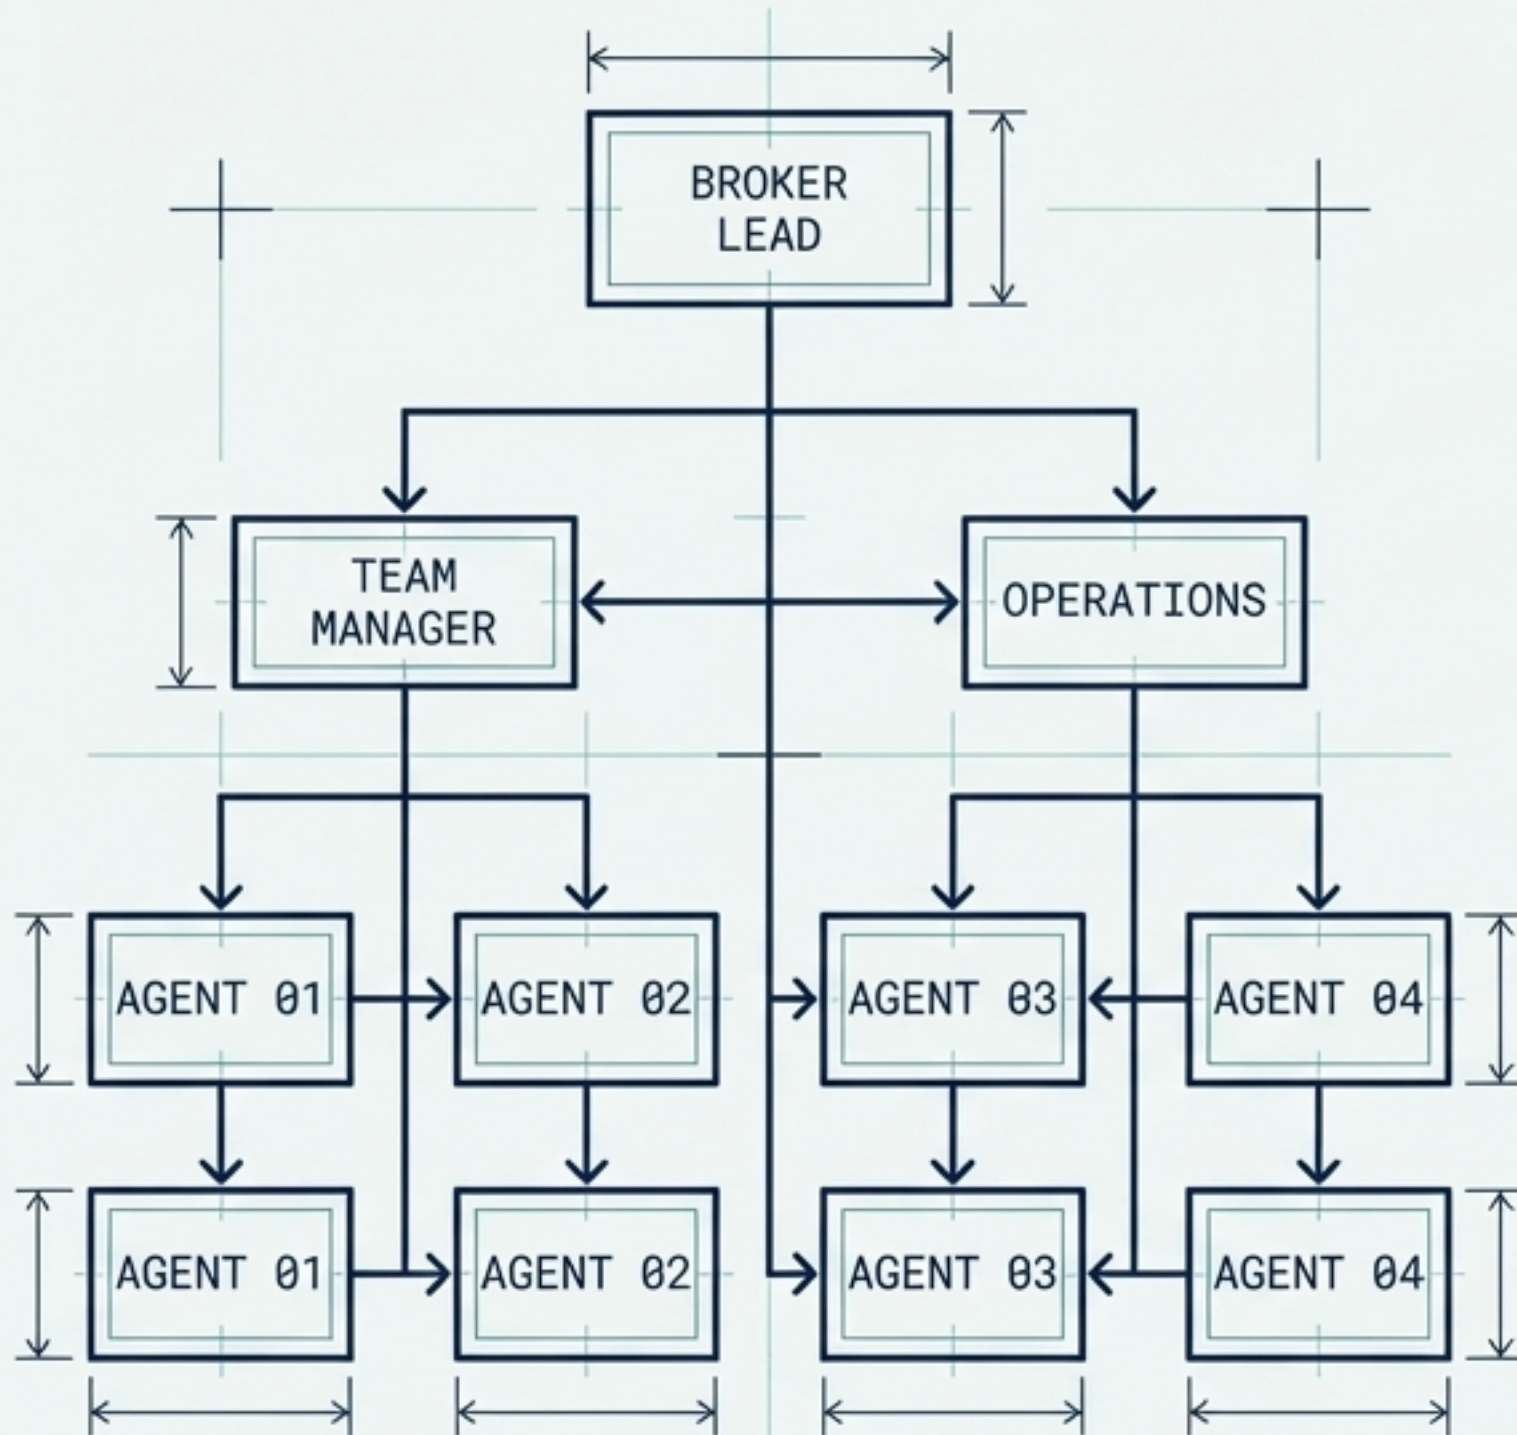 BROKER
LEAD
TEAM
MANAGER
OPERATIONS
AGENT 01
AGENT 02
AGENT 03
AGENT 04
AGENT 01
AGENT 02
AGENT 03
AGENT 04